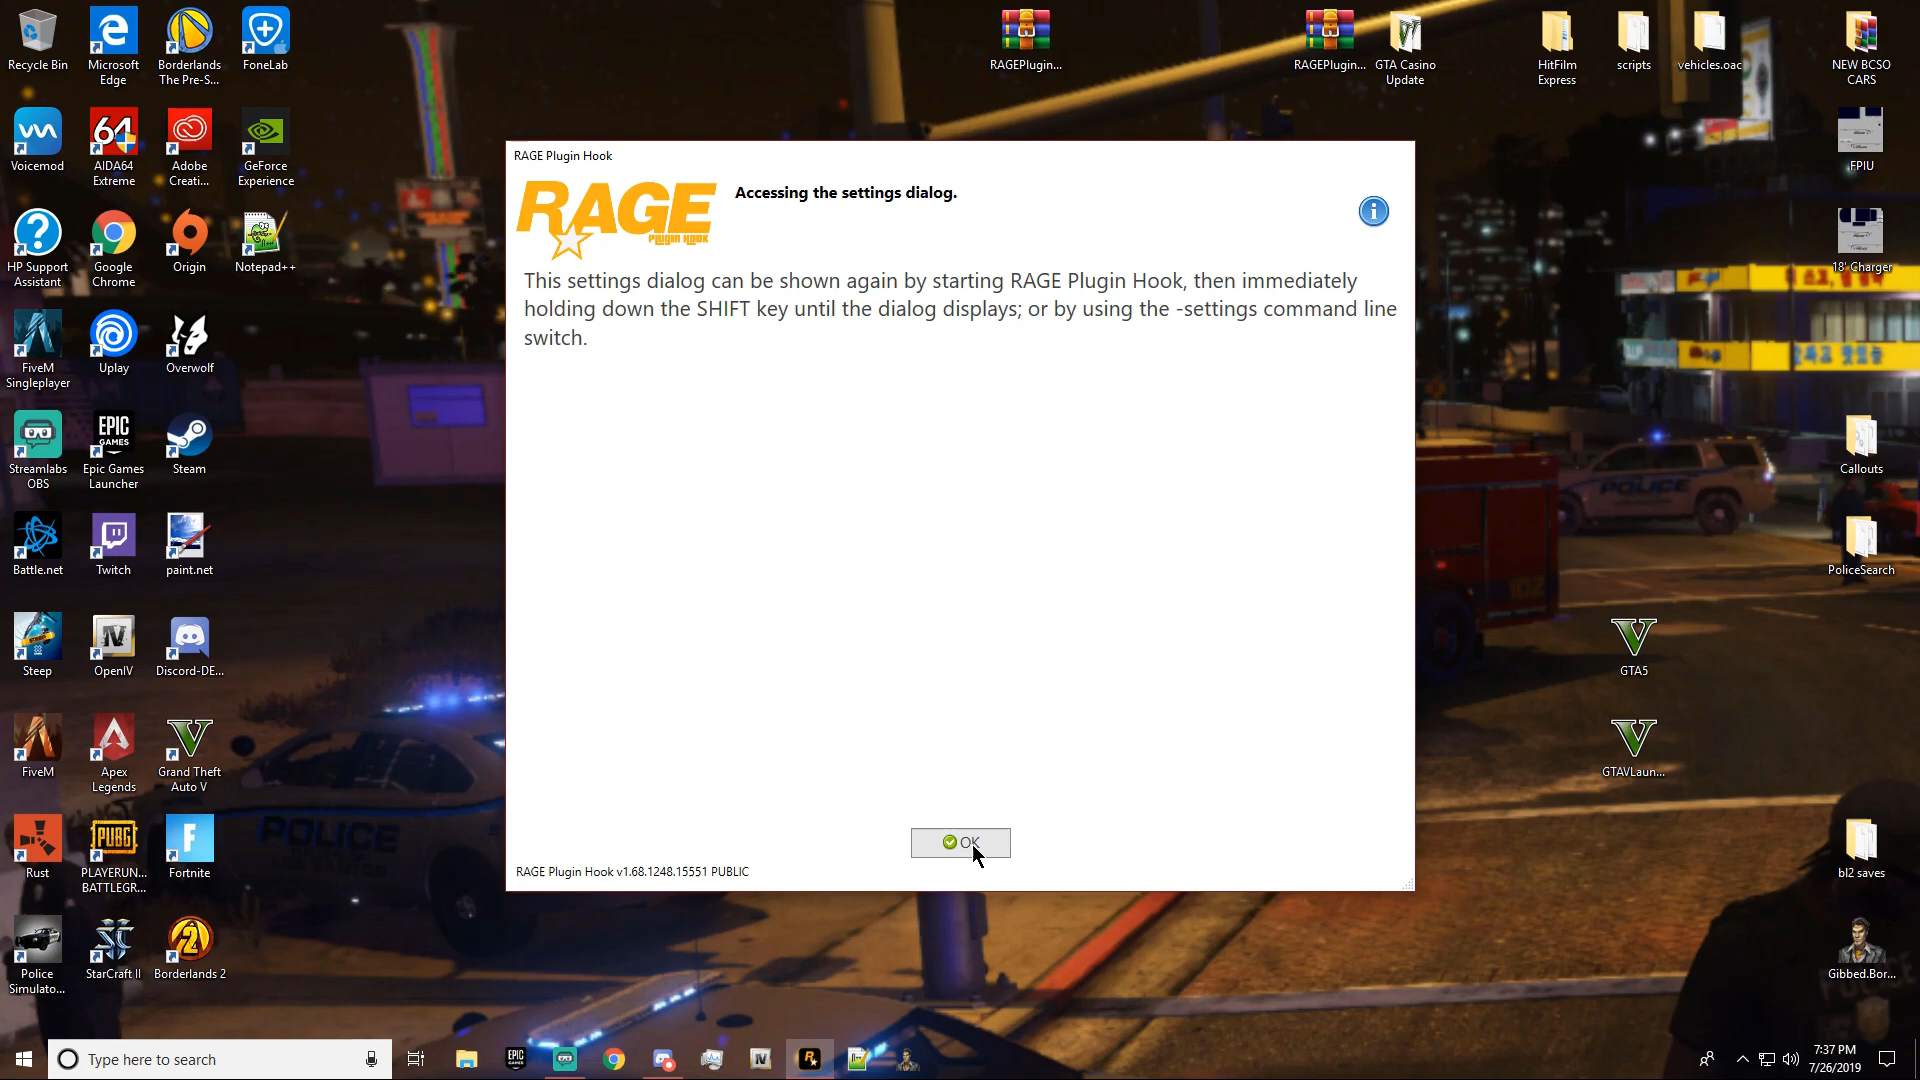 Recycle Bin
Microsoft
Edge
Borderlands
The Pre-S...
FoneLab
RAGEPlugin...
RAGEPlugin...
GTA Casino
Update
HitFilm
Express
scripts
vehicles.oac
NEW BCSO
CARS
Voicemod
64
AIDA64
Extreme
Adobe
Creati...
GeForce
Experience
FPIU
HP Support
Assistant
Google
Chrome
Origin
Notepad++
18' Charger
FiveM
Singleplayer
Uplay
Overwolf
Streamlabs
OBS
EPIC
GAMES
Epic Games
Launcher
Steam
Callouts
Battle.net
Twitch
paint.net
PoliceSearch
Steep
OpenIV
Discord-DE...
GTA5
FiveM
Apex
Legends
Grand Theft
Auto V
GTAVLaun...
Rust
PUBG
PLAYERUN...
BATTLEGR...
Fortnite
bl2 saves
Police
Simulato...
StarCraft II
Borderlands 2
Gibbed.Bor...
RAGE Plugin Hook
RAGE
PLUGIN HOOK
Accessing the settings dialog.
This settings dialog can be shown again by starting RAGE Plugin Hook, then immediately
holding down the SHIFT key until the dialog displays; or by using the -settings command line
switch.
OK
RAGE Plugin Hook v1.68.1248.15551 PUBLIC
POLICE
POLICE
Type here to search
7:37 PM
7/26/2019